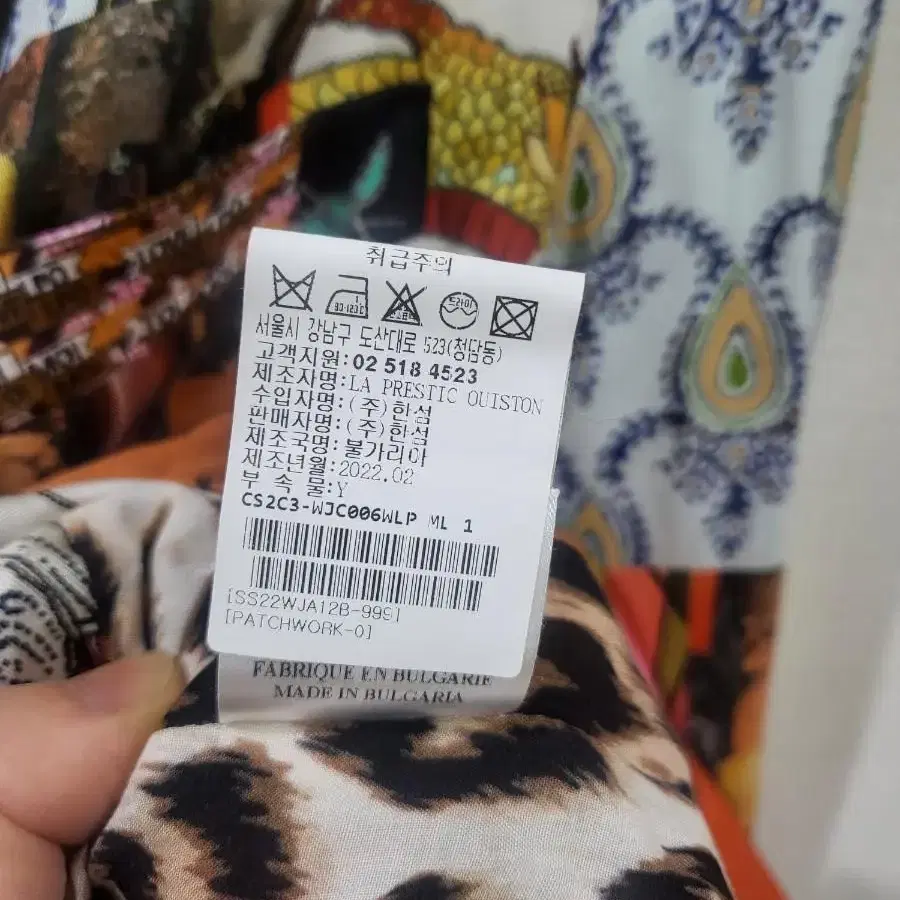 취급주의
드라이
80-120℃
서울시 강남구 도산대로 523(청담동)
고객지원:02 518 4523
제조자명:LA PRESTIC OUISTON
수입자명:(주)한섬
판매자명:(주)한섬
제조국명:불가리아
제조년월:2022.02
부 속 물:Y
CS2C3-WJC006WLP ML 1
[SS22WJA12B-999]
[PATCHWORK-0]
FABRIQUE EN BULGARIE
MADE IN BULGARIA